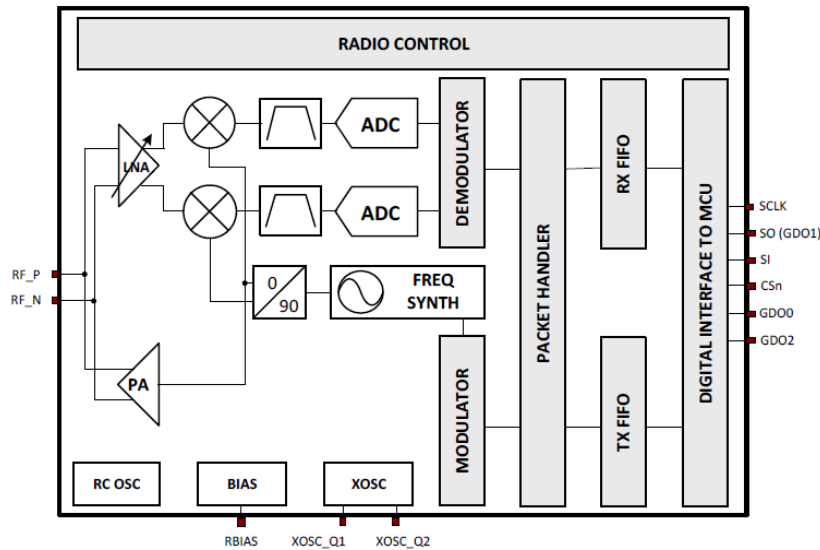 RADIO CONTROL
LNA
ADC
ADC
DEMODULATOR
PACKET HANDLER
RX FIFO
DIGITAL INTERFACE TO MCU
SCLK
SO (GDO1)
SI
CSn
GDO0
GDO2
RF_P
RF_N
0
90
FREQ
SYNTH
PA
MODULATOR
TX FIFO
RC OSC
BIAS
XOSC
RBIAS
XOSC_Q1
XOSC_Q2